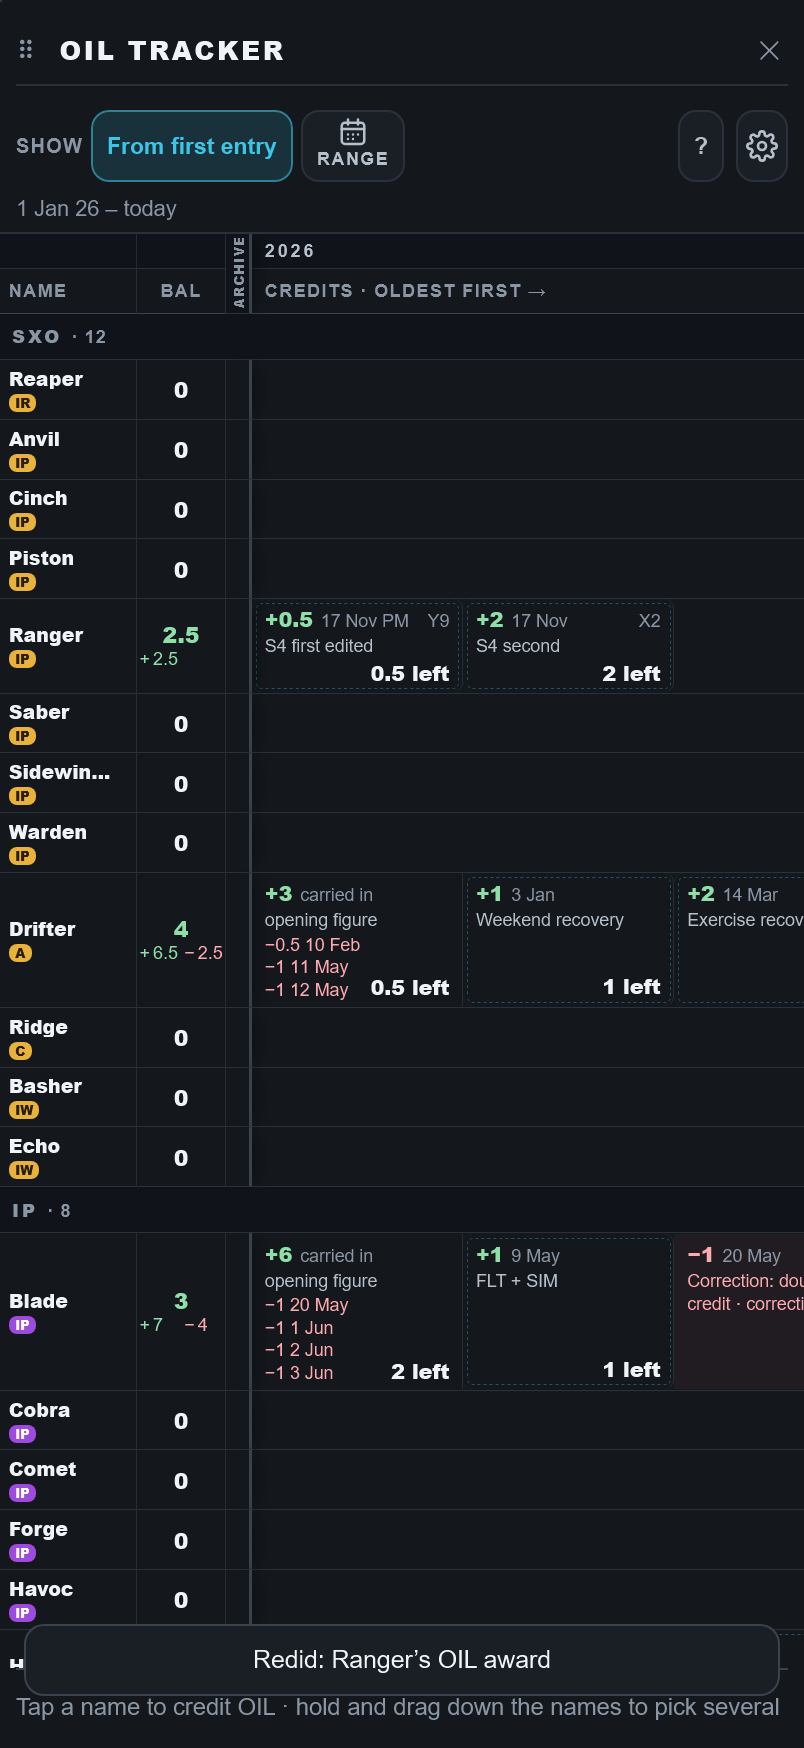 OIL TRACKER
SHOW From first entry RANGE ?
1 Jan 26 – today
ARCHIVE
2026
NAME BAL CREDITS · OLDEST FIRST →
SXO · 12
Reaper
IR
0
Anvil
IP
0
Cinch
IP
0
Piston
IP
0
Ranger
IP
2.5
+2.5
+0.5 17 Nov PM Y9
S4 first edited
0.5 left
+2 17 Nov X2
S4 second
2 left
Saber
IP
0
Sidewin...
IP
0
Warden
IP
0
Drifter
A
4
+6.5 −2.5
+3 carried in
opening figure
−0.5 10 Feb
−1 11 May
−1 12 May
0.5 left
+1 3 Jan
Weekend recovery
1 left
+2 14 Mar
Exercise recov
Ridge
C
0
Basher
IW
0
Echo
IW
0
IP · 8
Blade
IP
3
+7 −4
+6 carried in
opening figure
−1 20 May
−1 1 Jun
−1 2 Jun
−1 3 Jun
2 left
+1 9 May
FLT + SIM
1 left
−1 20 May
Correction: dou
credit · correcti
Cobra
IP
0
Comet
IP
0
Forge
IP
0
Havoc
IP
0
Redid: Ranger’s OIL award
Tap a name to credit OIL · hold and drag down the names to pick several